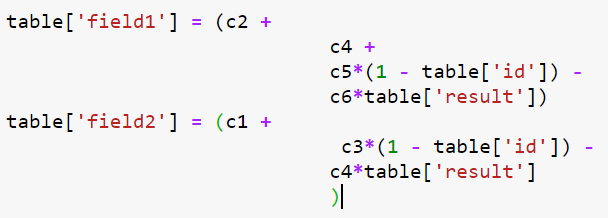 table['field1'] = (c2 +
c4 +
c5*(1 - table['id']) -
c6*table['result'])
table['field2'] = (c1 +
c3*(1 - table['id']) -
c4*table['result']
)